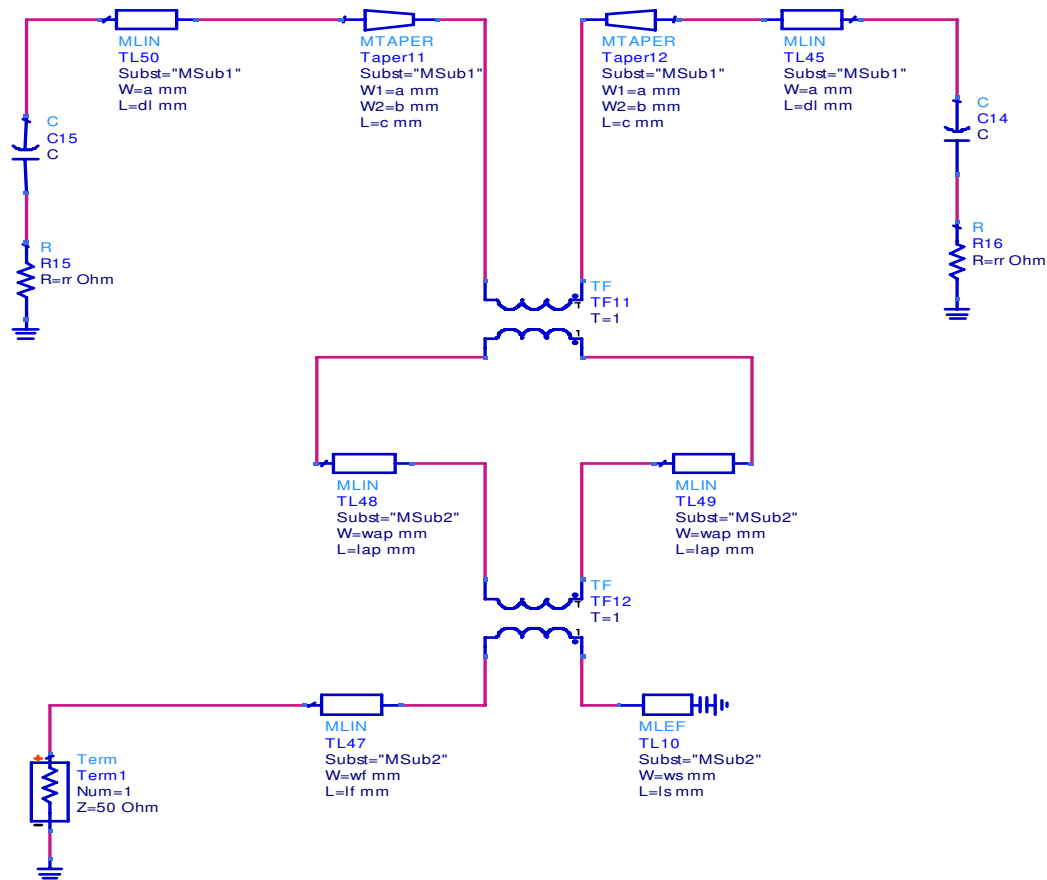 MLIN
TL50
Subst="MSub1"
W=a mm
L=dl mm
MTAPER
Taper11
Subst="MSub1"
W1=a mm
W2=b mm
L=c mm
MTAPER
Taper12
Subst="MSub1"
W1=a mm
W2=b mm
L=c mm
MLIN
TL45
Subst="MSub1"
W=a mm
L=dl mm
C
C15
C
C
C14
C
R
R15
R=rr Ohm
R
R16
R=rr Ohm
TF
TF11
T=1
1
1
MLIN
TL48
Subst="MSub2"
W=wap mm
L=lap mm
MLIN
TL49
Subst="MSub2"
W=wap mm
L=lap mm
TF
TF12
T=1
1
1
MLIN
TL47
Subst="MSub2"
W=wf mm
L=lf mm
MLEF
TL10
Subst="MSub2"
W=ws mm
L=ls mm
Term
Term1
Num=1
Z=50 Ohm